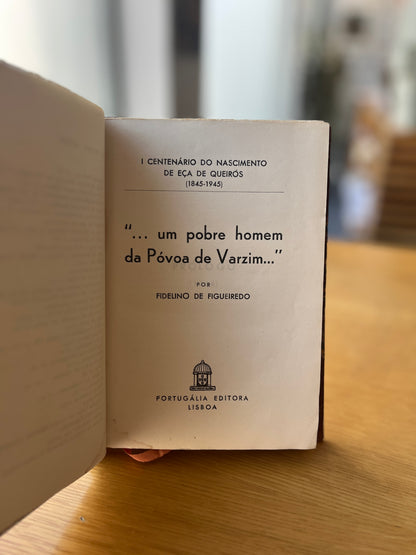 I CENTENÁRIO DO NASCIMENTO
DE EÇA DE QUEIRÓS
(1845-1945)
"... um pobre homem
da Póvoa de Varzim..."
POR
FIDELINO DE FIGUEIREDO
PORTUGÁLIA EDITORA
LISBOA